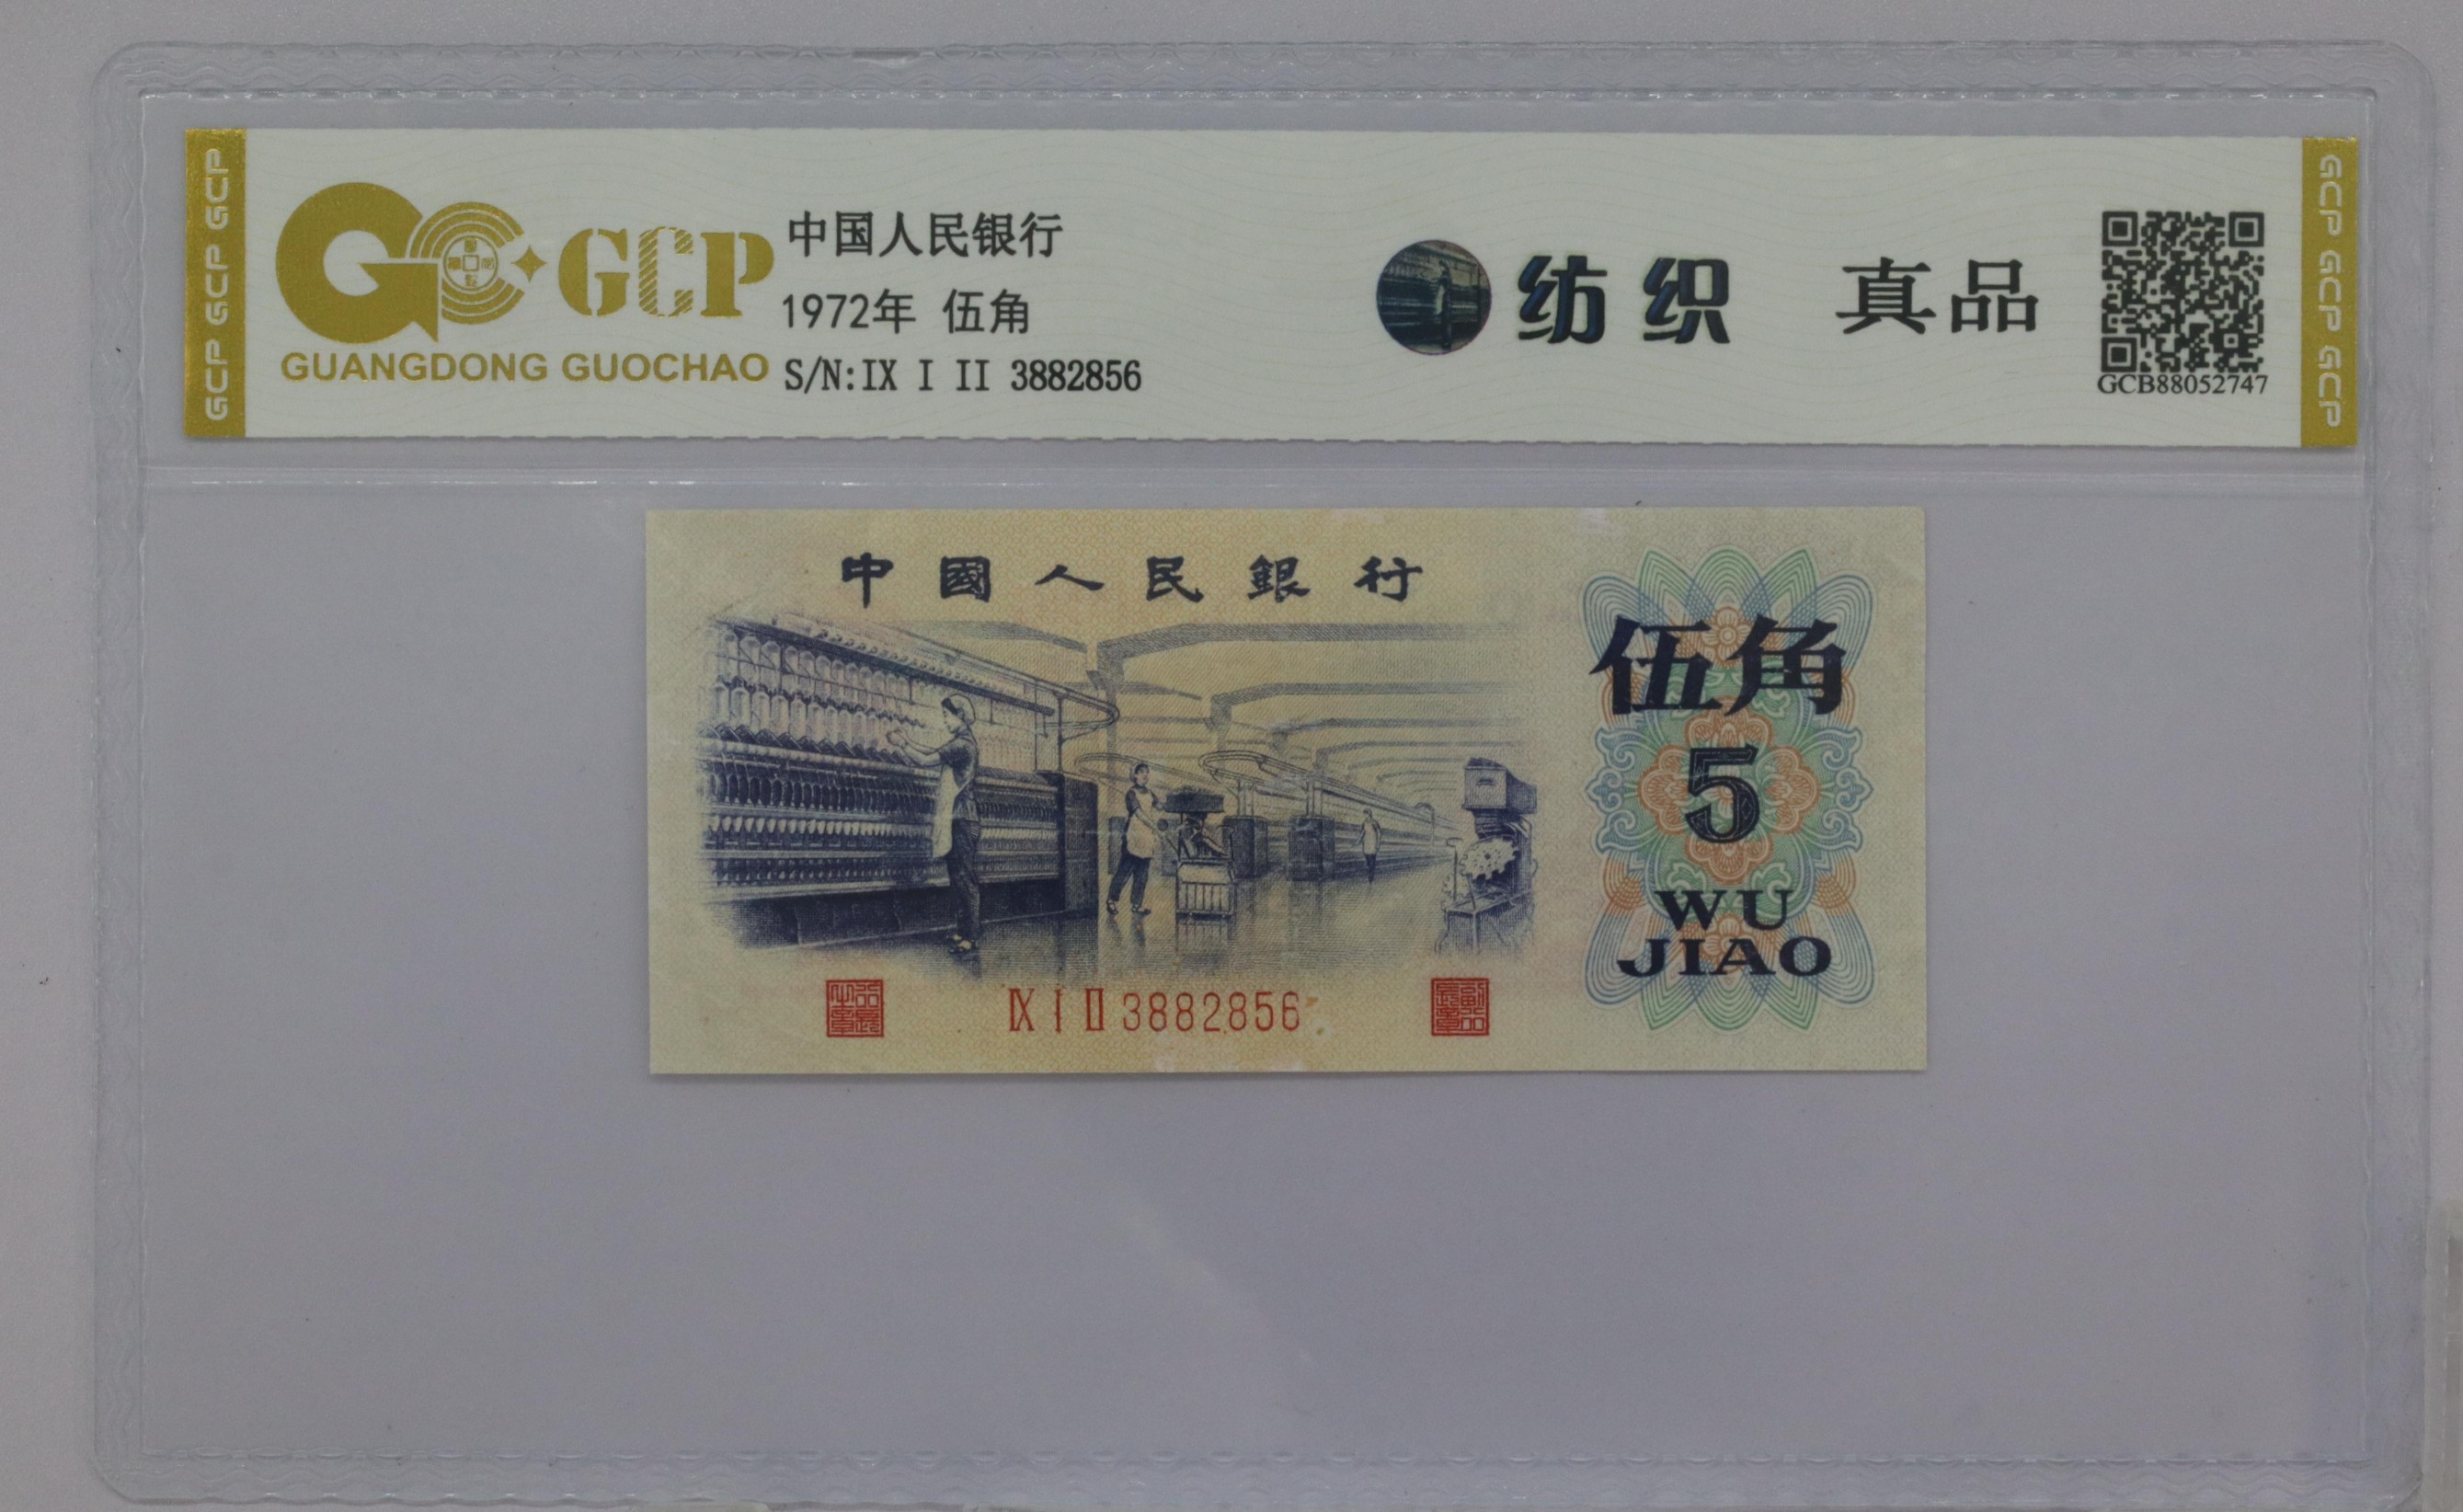 GCP GCP GCP
GCP
GUANGDONG GUOCHAO
中国人民银行
1972年 伍角
S/N:IX I II 3882856
纺织 真品
GCB88052747
GCP GCP GCP
中國人民銀行
伍角
5
WU
JIAO
IX I II 3882856